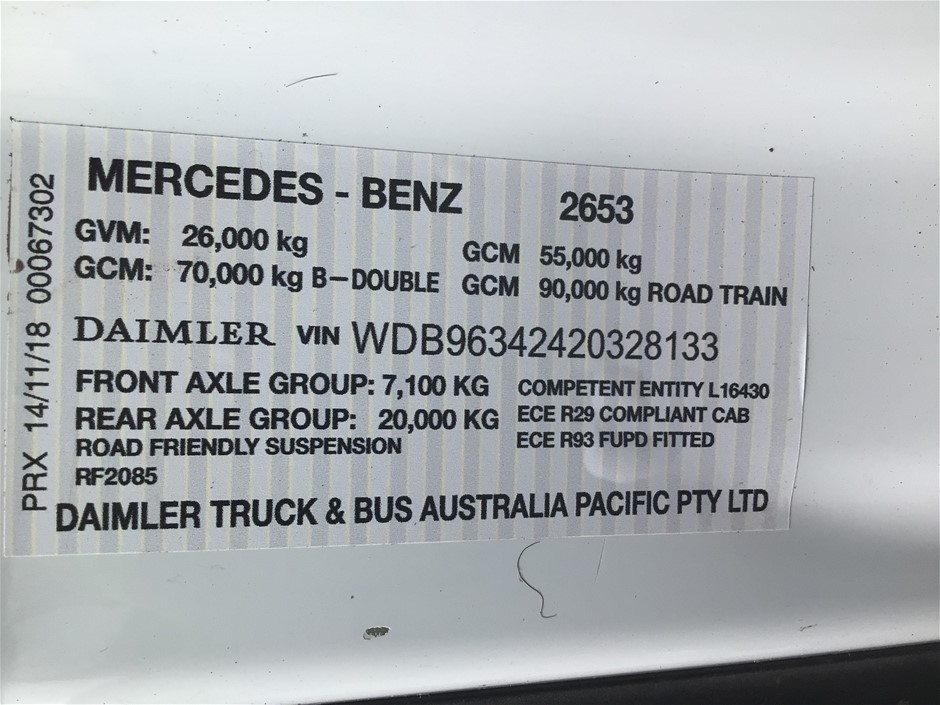 MERCEDES - BENZ 2653
GVM: 26,000 kg GCM 55,000 kg
GCM: 70,000 kg B-DOUBLE GCM 90,000 kg ROAD TRAIN
DAIMLER VIN WDB96342420328133
FRONT AXLE GROUP: 7,100 KG COMPETENT ENTITY L16430
REAR AXLE GROUP: 20,000 KG ECE R29 COMPLIANT CAB
ROAD FRIENDLY SUSPENSION ECE R93 FUPD FITTED
RF2085
DAIMLER TRUCK & BUS AUSTRALIA PACIFIC PTY LTD
PRX 14/11/18 00067302